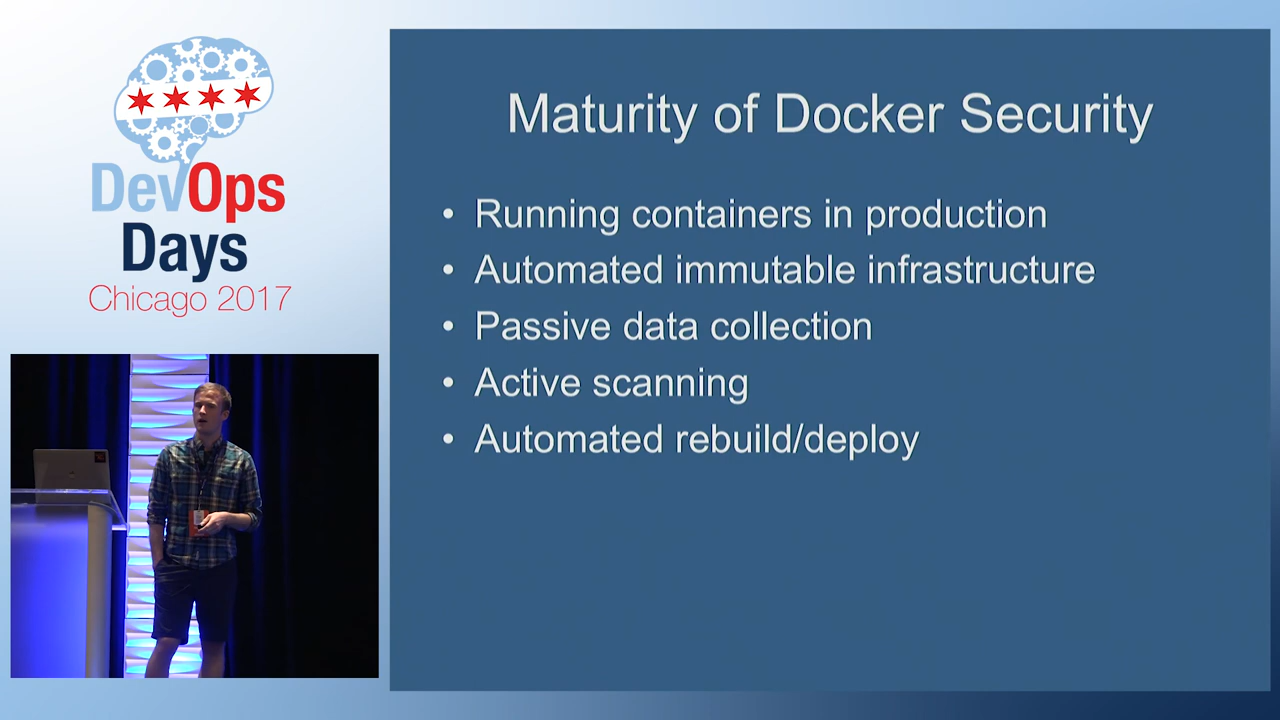 DevOps
Days
Chicago 2017
Maturity of Docker Security
• Running containers in production
• Automated immutable infrastructure
• Passive data collection
• Active scanning
• Automated rebuild/deploy